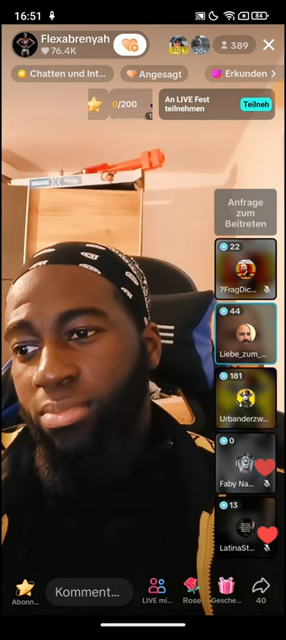 16:51
84
Flexabrenyah
76.4K
389
Chatten und Int...
Angesagt
Erkunden >
0/200
An LIVE Fest
teilnehmen
Teilneh
Anfrage
zum
Beitreten
22
?FragDic...
44
Liebe_zum_...
181
Urbanderzw...
0
Faby Na...
13
LatinaSt...
Abonn...
Komment...
LIVE mi...
Rose
Gesche...
40